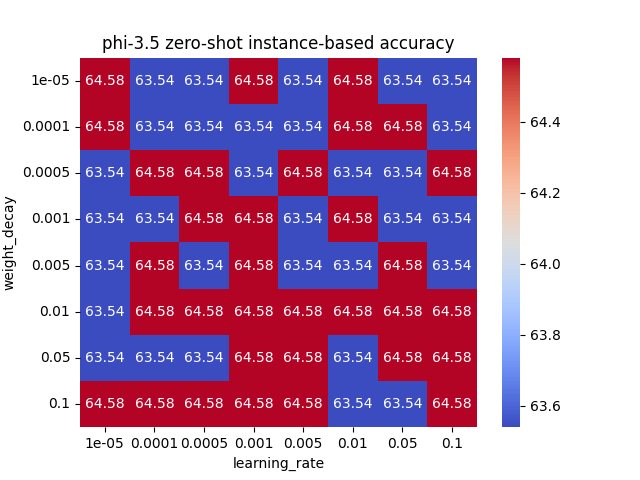 phi-3.5 zero-shot instance-based accuracy
1e-05 64.58 63.54 63.54 64.58 63.54 64.58 63.54 63.54
0.0001 64.58 63.54 63.54 63.54 63.54 64.58 64.58 63.54
0.0005 63.54 64.58 64.58 63.54 64.58 63.54 63.54 64.58
0.001 63.54 63.54 64.58 64.58 63.54 64.58 63.54 63.54
0.005 63.54 64.58 63.54 64.58 63.54 63.54 64.58 63.54
0.01 63.54 64.58 64.58 64.58 64.58 64.58 64.58 64.58
0.05 63.54 63.54 63.54 64.58 64.58 63.54 64.58 64.58
0.1 64.58 64.58 64.58 64.58 64.58 63.54 63.54 64.58
1e-05 0.0001 0.0005 0.001 0.005 0.01 0.05 0.1
learning_rate
weight_decay
64.4
64.2
64.0
63.8
63.6